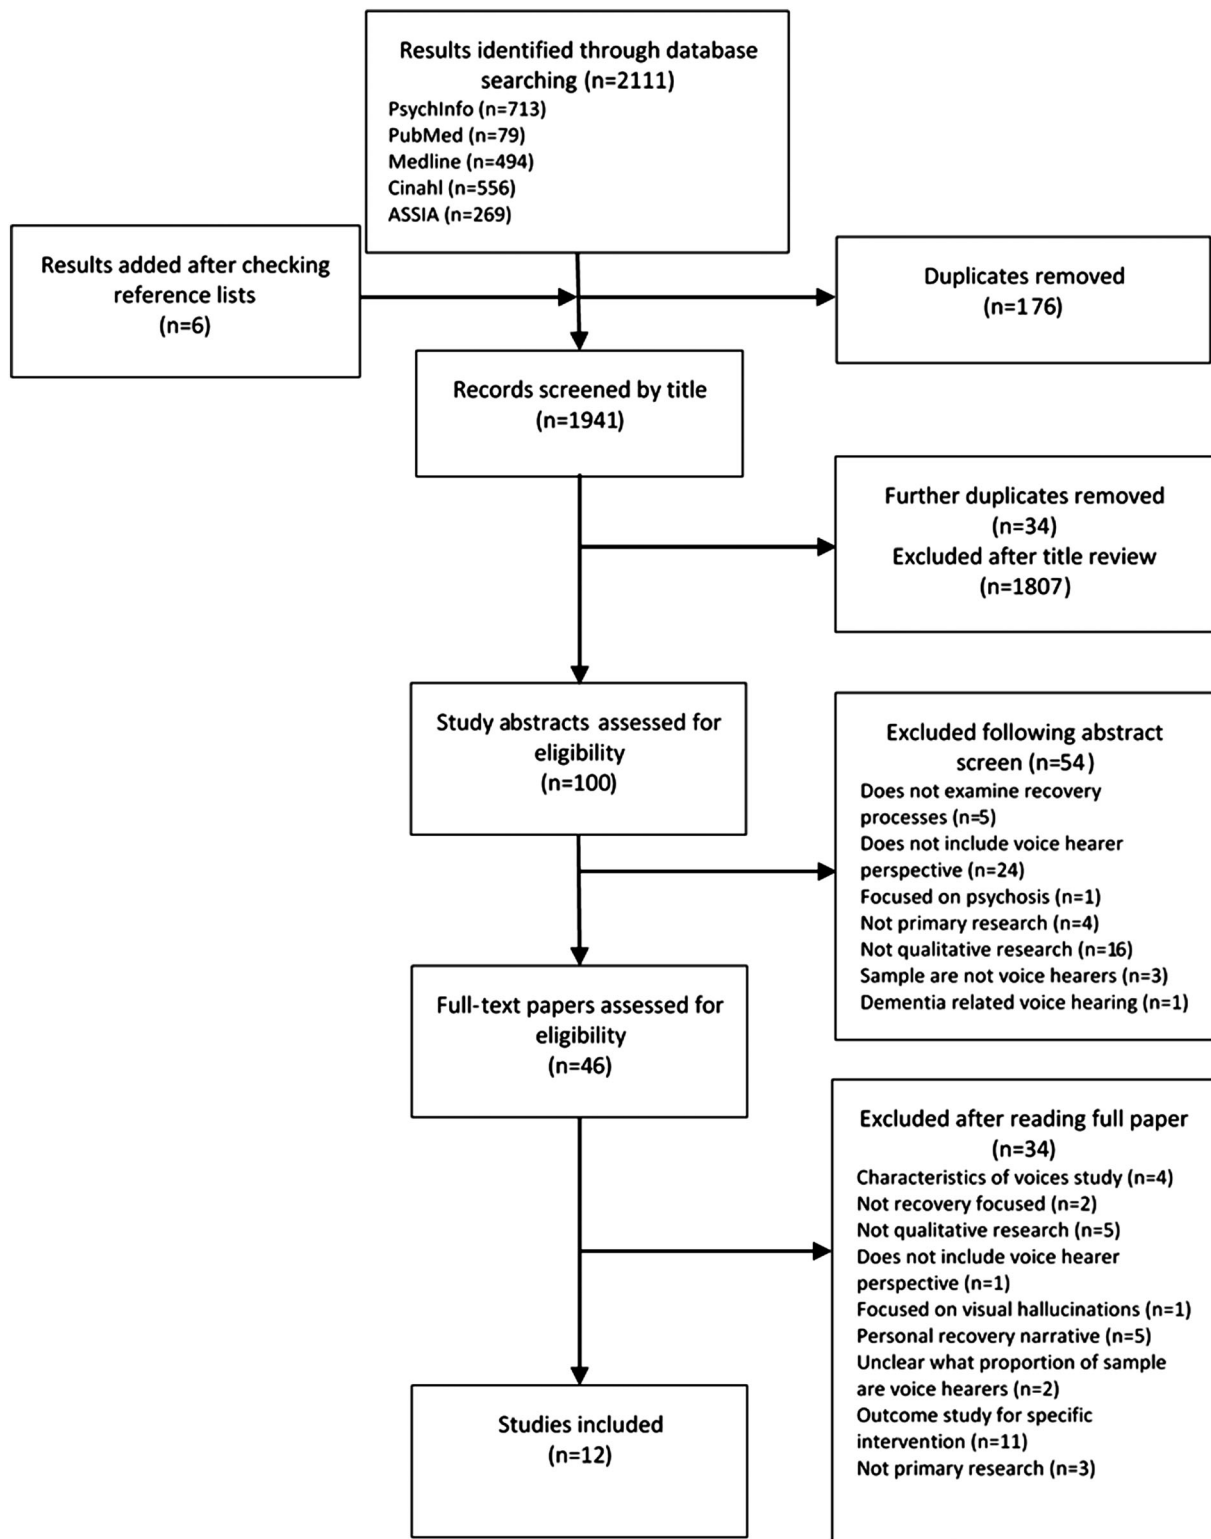 Results identified through database
searching (n=2111)
PsychInfo (n=713)
PubMed (n=79)
Medline (n=494)
Cinahl (n=556)
ASSIA (n=269)
Results added after checking
reference lists
(n=6)
Duplicates removed
(n=176)
Records screened by title
(n=1941)
Further duplicates removed
(n=34)
Excluded after title review
(n=1807)
Study abstracts assessed for
eligibility
(n=100)
Excluded following abstract
screen (n=54)
Does not examine recovery
processes (n=5)
Does not include voice hearer
perspective (n=24)
Focused on psychosis (n=1)
Not primary research (n=4)
Not qualitative research (n=16)
Sample are not voice hearers (n=3)
Dementia related voice hearing (n=1)
Full-text papers assessed for
eligibility
(n=46)
Excluded after reading full paper
(n=34)
Characteristics of voices study (n=4)
Not recovery focused (n=2)
Not qualitative research (n=5)
Does not include voice hearer
perspective (n=1)
Focused on visual hallucinations (n=1)
Personal recovery narrative (n=5)
Unclear what proportion of sample
are voice hearers (n=2)
Outcome study for specific
intervention (n=11)
Not primary research (n=3)
Studies included
(n=12)